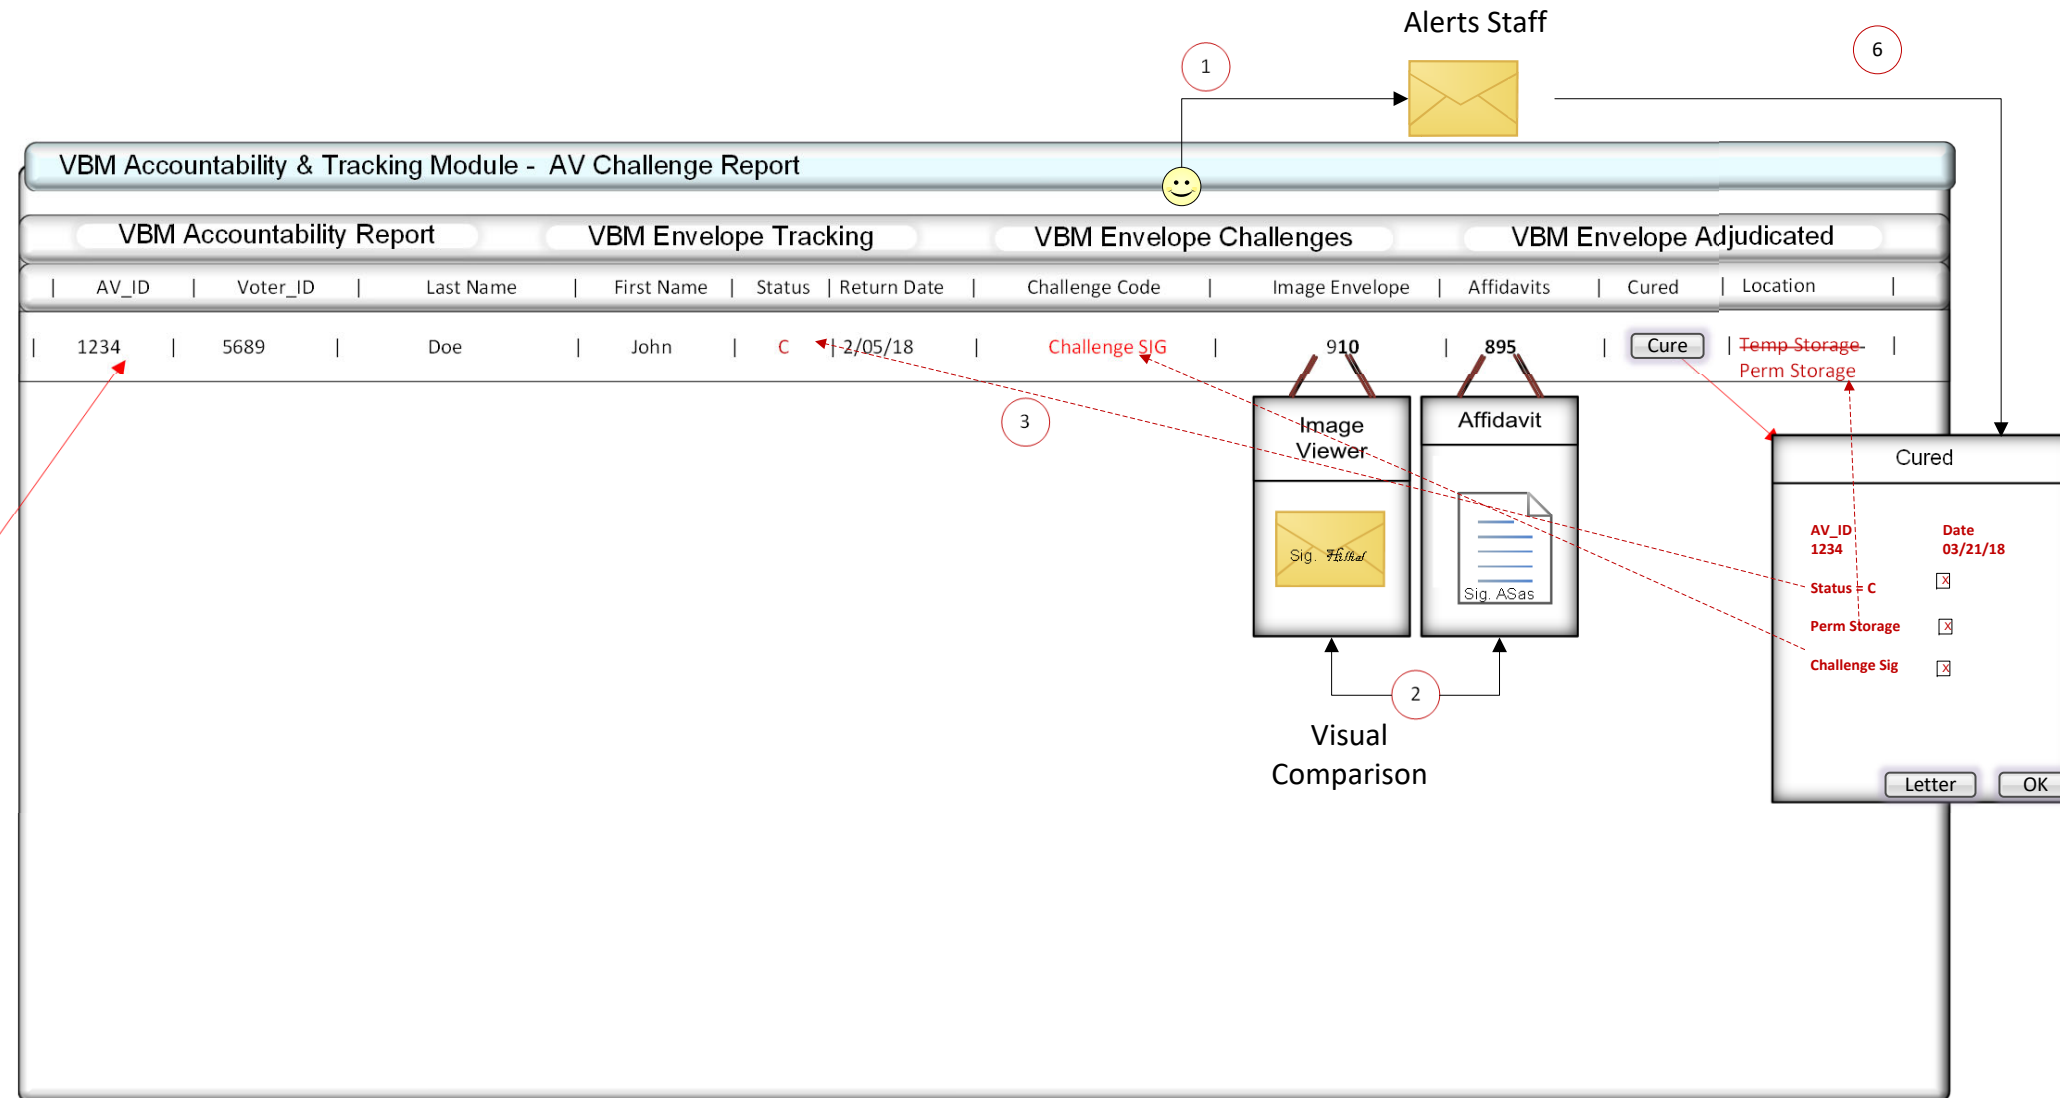 Alerts Staff
1
6
VBM Accountability & Tracking Module - AV Challenge Report
VBM Accountability Report VBM Envelope Tracking VBM Envelope Challenges VBM Envelope Adjudicated
| AV_ID | Voter_ID | Last Name | First Name | Status | Return Date | Challenge Code | Image Envelope | Affidavits | Cured | Location |
| 1234 | 5689 | Doe | John | C | 2/05/18 | Challenge SIG | 910 | 895 | Cure | Temp Storage |
Perm Storage
3
Image
Viewer
Affidavit
Cured
AV_ID Date
1234 03/21/18
Sig.
Sig. ASas
Status = C X
Perm Storage X
Challenge Sig X
2
Visual
Comparison
Letter OK